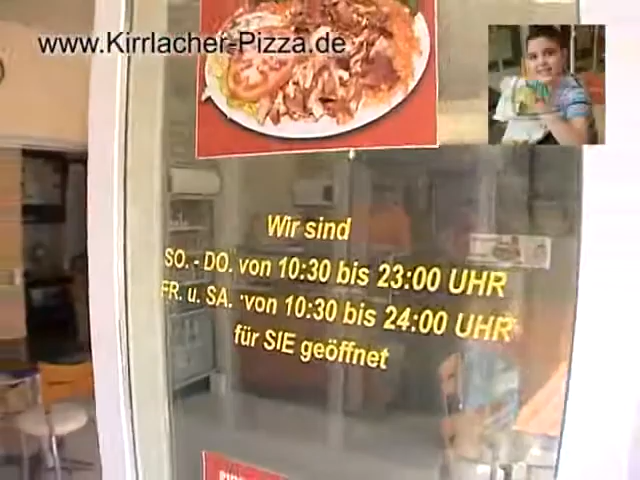 www.Kirrlacher-Pizza.de
Wir sind
SO. - DO. von 10:30 bis 23:00 UHR
FR. u. SA. von 10:30 bis 24:00 UHR
für SIE geöffnet